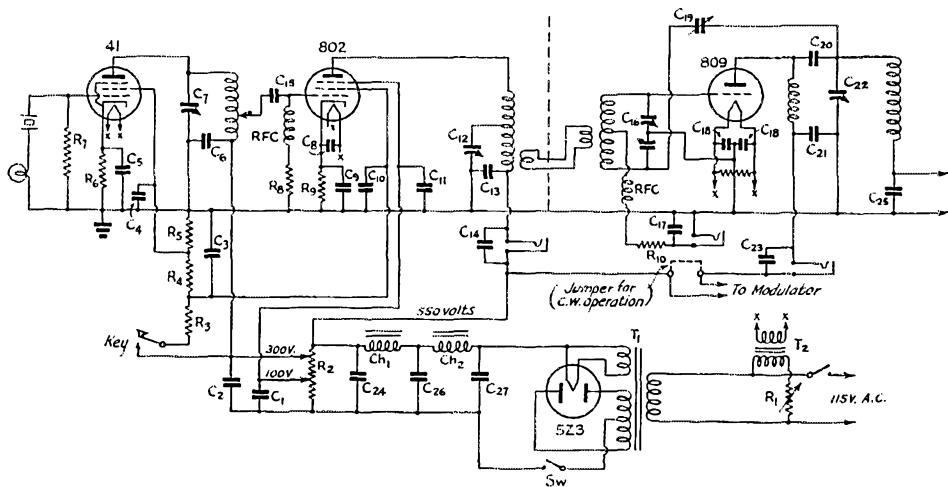 41
802
809
C19
C20
C7
C15
C22
R7
C6
RFC
C8
C12
C16
C18
C18
C21
C5
R6
C4
R8
R9
C9
C10
C11
C13
RFC
C25
R5
C3
C14
C17
R10
C23
R4
Jumper for
C.W. operation
To Modulator
R3
550 volts
Key
300V.
100V
R2
Ch1
Ch2
T1
T2
C2
C1
C24
C26
C27
5Z3
R1
115V. A.C.
Sw
x
x
x
x
x
x
x